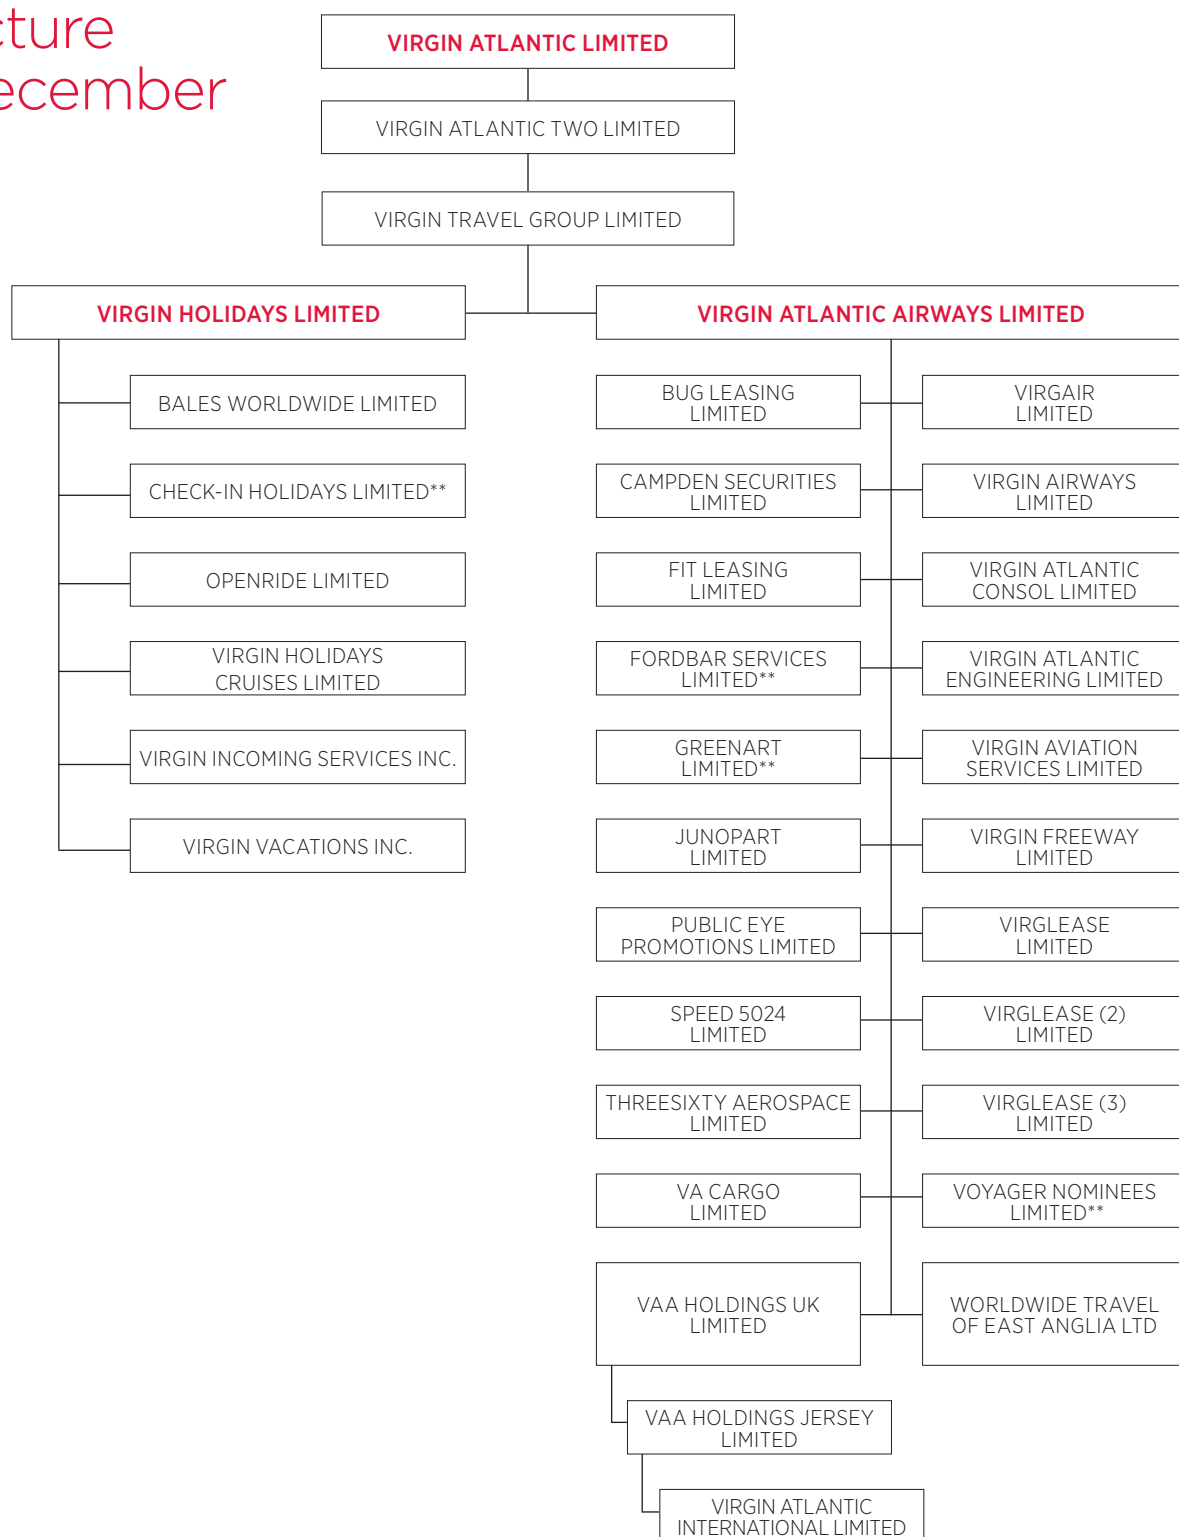 ecember
VIRGIN ATLANTIC LIMITED
VIRGIN ATLANTIC TWO LIMITED
VIRGIN TRAVEL GROUP LIMITED
VIRGIN HOLIDAYS LIMITED
BALES WORLDWIDE LIMITED
CHECK-IN HOLIDAYS LIMITED**
OPENRIDE LIMITED
VIRGIN HOLIDAYS
CRUISES LIMITED
VIRGIN INCOMING SERVICES INC.
VIRGIN VACATIONS INC.
VIRGIN ATLANTIC AIRWAYS LIMITED
BUG LEASING
LIMITED
CAMPDEN SECURITIES
LIMITED
FIT LEASING
LIMITED
FORDBAR SERVICES
LIMITED**
GREENART
LIMITED**
JUNOPART
LIMITED
PUBLIC EYE
PROMOTIONS LIMITED
SPEED 5024
LIMITED
THREESIXTY AEROSPACE
LIMITED
VA CARGO
LIMITED
VAA HOLDINGS UK
LIMITED
VAA HOLDINGS JERSEY
LIMITED
VIRGIN ATLANTIC
INTERNATIONAL LIMITED
VIRGAIR
LIMITED
VIRGIN AIRWAYS
LIMITED
VIRGIN ATLANTIC
CONSOL LIMITED
VIRGIN ATLANTIC
ENGINEERING LIMITED
VIRGIN AVIATION
SERVICES LIMITED
VIRGIN FREEWAY
LIMITED
VIRGLEASE
LIMITED
VIRGLEASE (2)
LIMITED
VIRGLEASE (3)
LIMITED
VOYAGER NOMINEES
LIMITED**
WORLDWIDE TRAVEL
OF EAST ANGLIA LTD